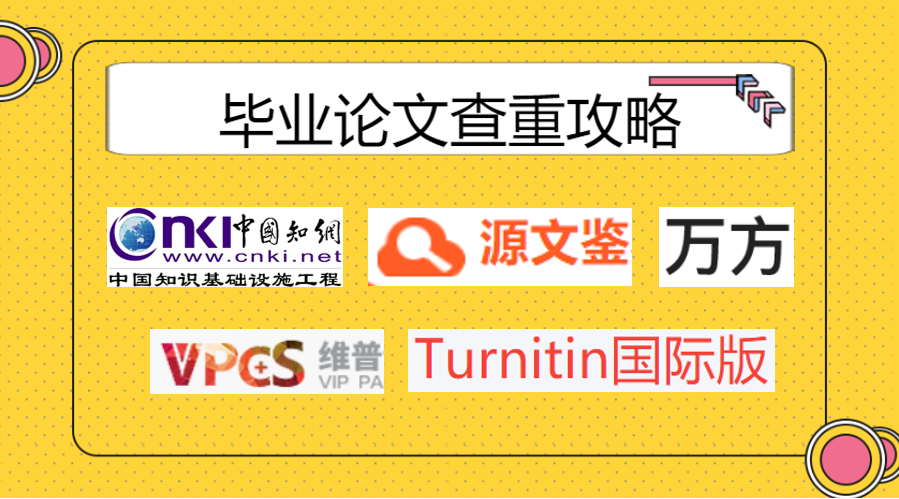 毕业论文查重攻略
cnki中国知網
www.cnki.net
中国知识基础设施工程
源文鉴
万方
VPCS 维普
VIP PA
Turnitin国际版